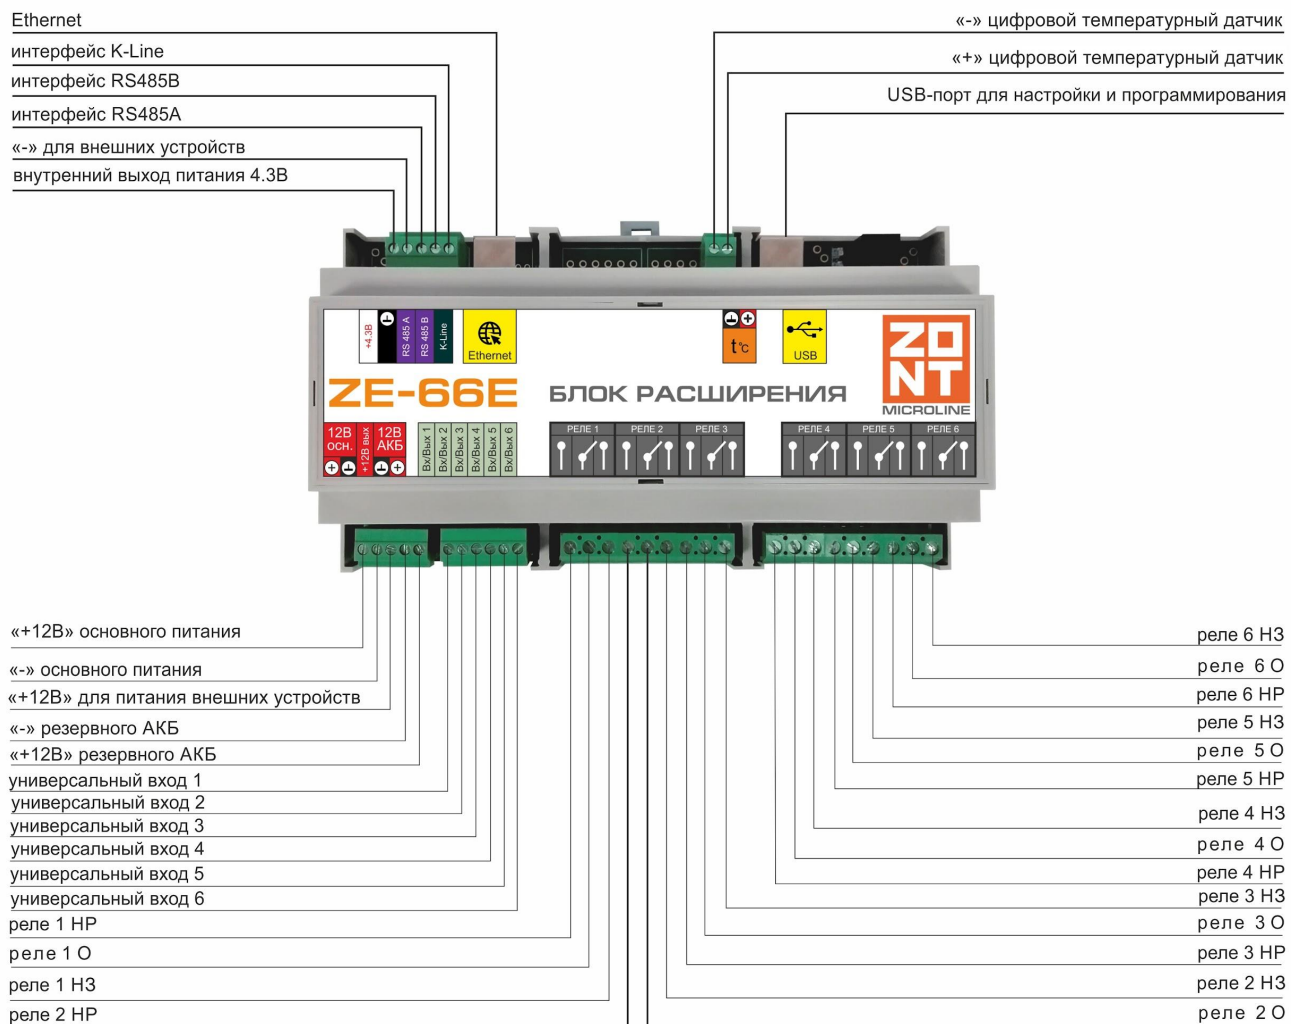 Ethernet
интерфейс K-Line
интерфейс RS485B
интерфейс RS485A
«-» для внешних устройств
внутренний выход питания 4.3В
«-» цифровой температурный датчик
«+» цифровой температурный датчик
USB-порт для настройки и программирования
+4.3В
RS 485 A
RS 485 B
K-Line
Ethernet
t°C
USB
ZONT
MICROLINE
ZE-66E
БЛОК РАСШИРЕНИЯ
12В осн.
+12В вых
12В АКБ
Вх/Вых 1
Вх/Вых 2
Вх/Вых 3
Вх/Вых 4
Вх/Вых 5
Вх/Вых 6
РЕЛЕ 1
РЕЛЕ 2
РЕЛЕ 3
РЕЛЕ 4
РЕЛЕ 5
РЕЛЕ 6
«+12В» основного питания
«-» основного питания
«+12В» для питания внешних устройств
«-» резервного АКБ
«+12В» резервного АКБ
универсальный вход 1
универсальный вход 2
универсальный вход 3
универсальный вход 4
универсальный вход 5
универсальный вход 6
реле 1 НР
реле 1 О
реле 1 НЗ
реле 2 НР
реле 6 НЗ
реле 6 О
реле 6 НР
реле 5 НЗ
реле 5 О
реле 5 НР
реле 4 НЗ
реле 4 О
реле 4 НР
реле 3 НЗ
реле 3 О
реле 3 НР
реле 2 НЗ
реле 2 О